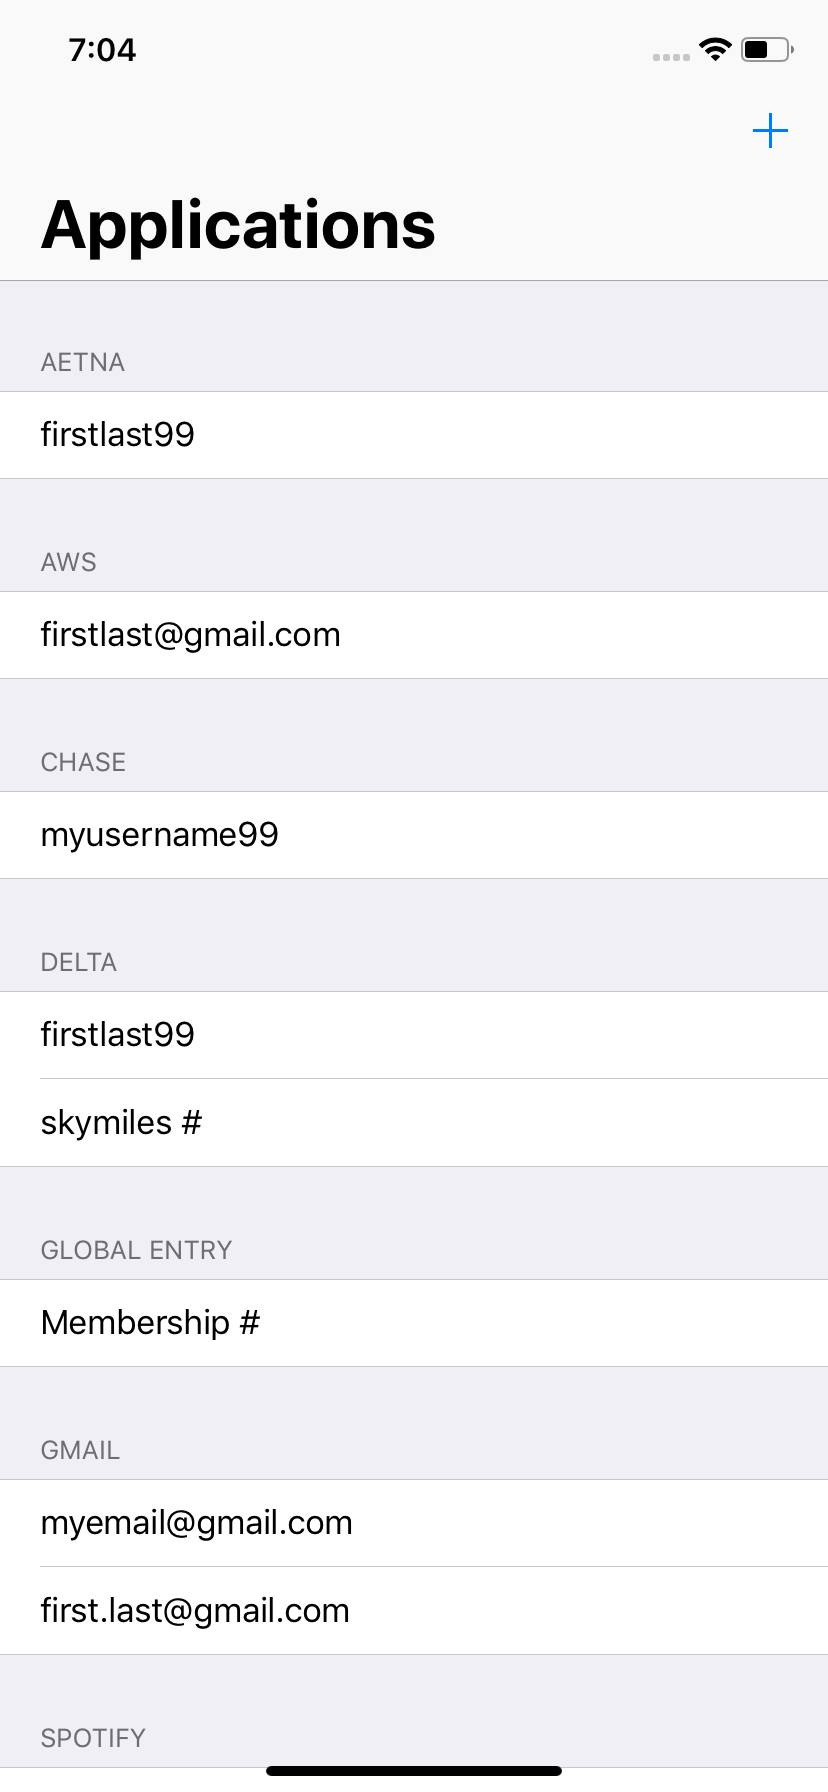 7:04
Applications
AETNA
firstlast99
AWS
firstlast@gmail.com
CHASE
myusername99
DELTA
firstlast99
skymiles #
GLOBAL ENTRY
Membership #
GMAIL
myemail@gmail.com
first.last@gmail.com
SPOTIFY